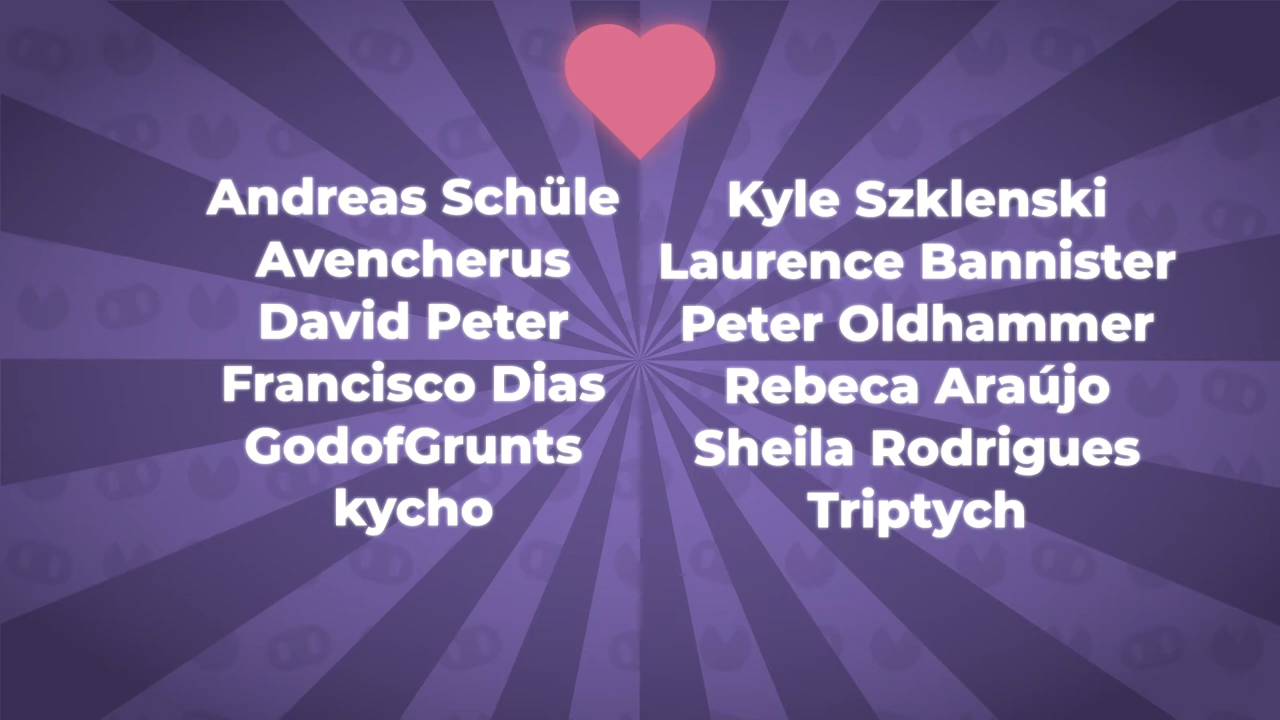 Andreas Schüle
Avencherus
David Peter
Francisco Dias
GodofGrunts
kycho
Kyle Szklenski
Laurence Bannister
Peter Oldhammer
Rebeca Araújo
Sheila Rodrigues
Triptych